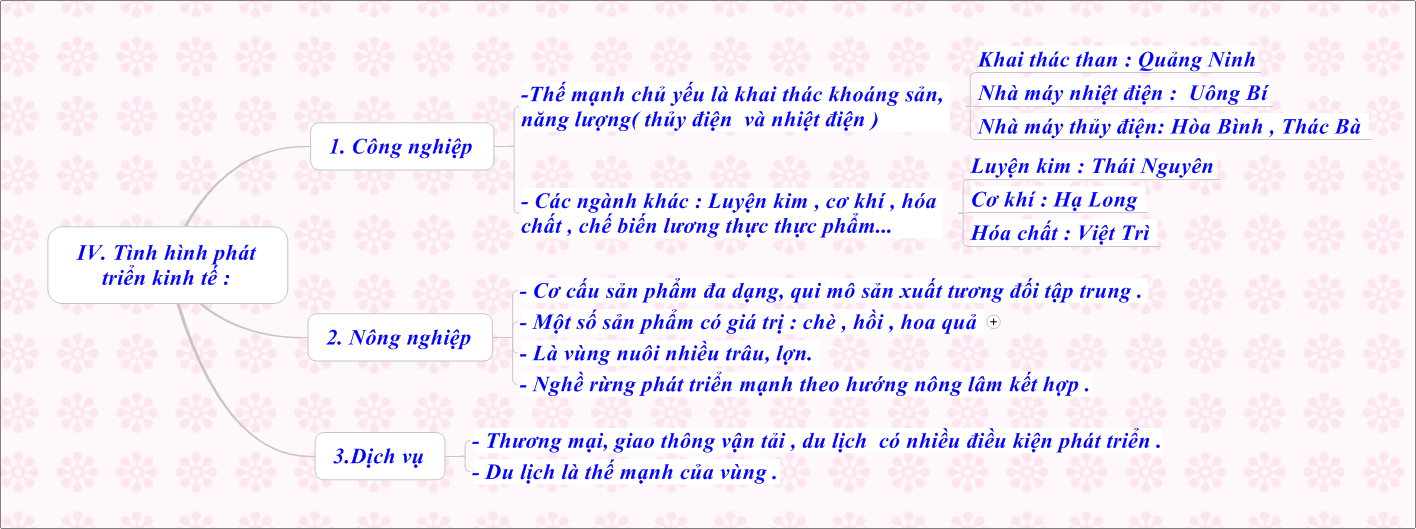 IV. Tình hình phát
triển kinh tế :
1. Công nghiệp
-Thế mạnh chủ yếu là khai thác khoáng sản,
năng lượng( thủy điện và nhiệt điện )
Khai thác than : Quảng Ninh
Nhà máy nhiệt điện : Uông Bí
Nhà máy thủy điện: Hòa Bình , Thác Bà
- Các ngành khác : Luyện kim , cơ khí , hóa
chất , chế biến lương thực thực phẩm...
Luyện kim : Thái Nguyên
Cơ khí : Hạ Long
Hóa chất : Việt Trì
2. Nông nghiệp
- Cơ cấu sản phẩm đa dạng, qui mô sản xuất tương đối tập trung .
- Một số sản phẩm có giá trị : chè , hồi , hoa quả
- Là vùng nuôi nhiều trâu, lợn.
- Nghề rừng phát triển mạnh theo hướng nông lâm kết hợp .
3.Dịch vụ
- Thương mại, giao thông vận tải , du lịch có nhiều điều kiện phát triển .
- Du lịch là thế mạnh của vùng .